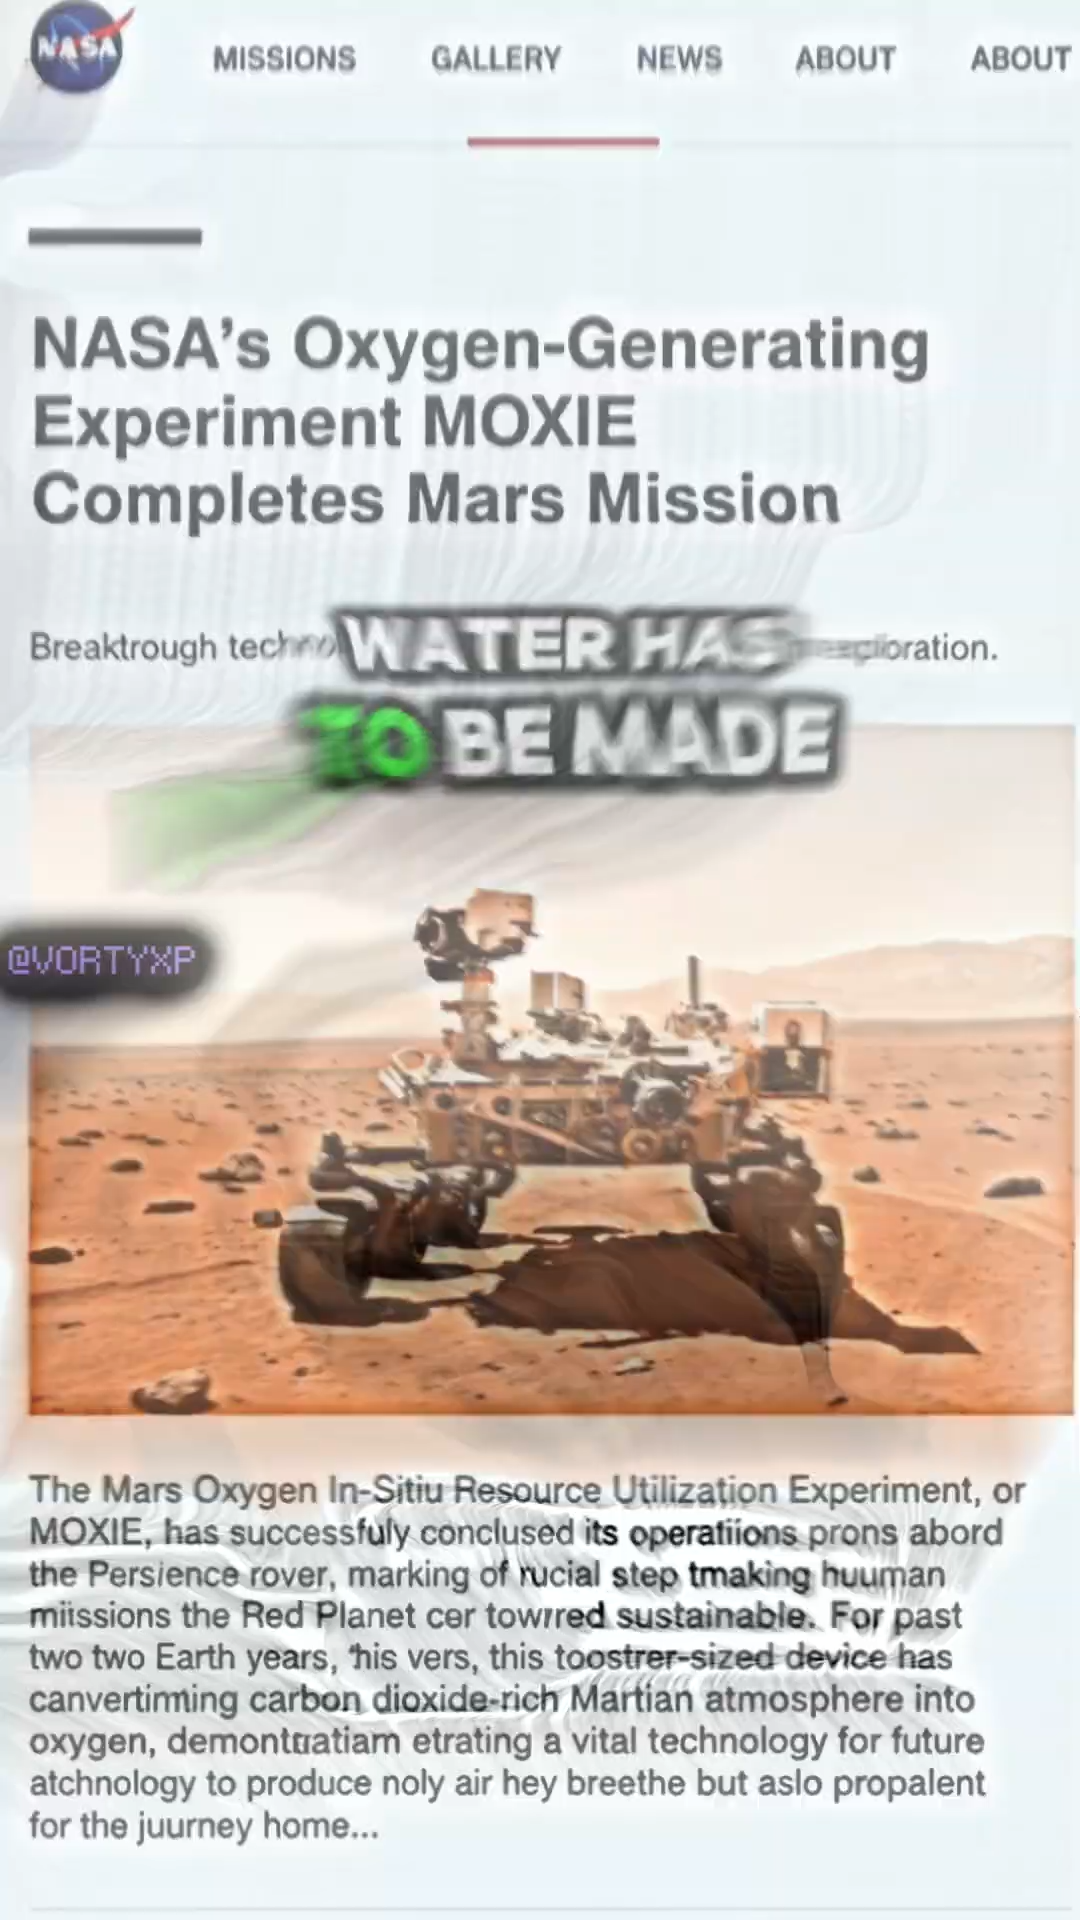 NASA
MISSIONS GALLERY NEWS ABOUT ABOUT
NASA's Oxygen-Generating
Experiment MOXIE
Completes Mars Mission
Breaktrough exploration.
WATER HAS
TO BE MADE
@VORTYXP
The Mars Oxygen In-Sitiu Resource Utilization Experiment, or
MOXIE, has successfuly conclused its operatiions prons abord
the Persience rover, marking of rucial step tmaking huuman
miissions the Red Planet cer towrred sustainable. For past
two two Earth years, his vers, this toostrer-sized device has
canvertimming carbon dioxide-rich Martian atmosphere into
oxygen, demontuatiam etrating a vital technology for future
atchnology to produce noly air hey breethe but aslo propalent
for the juurney home...